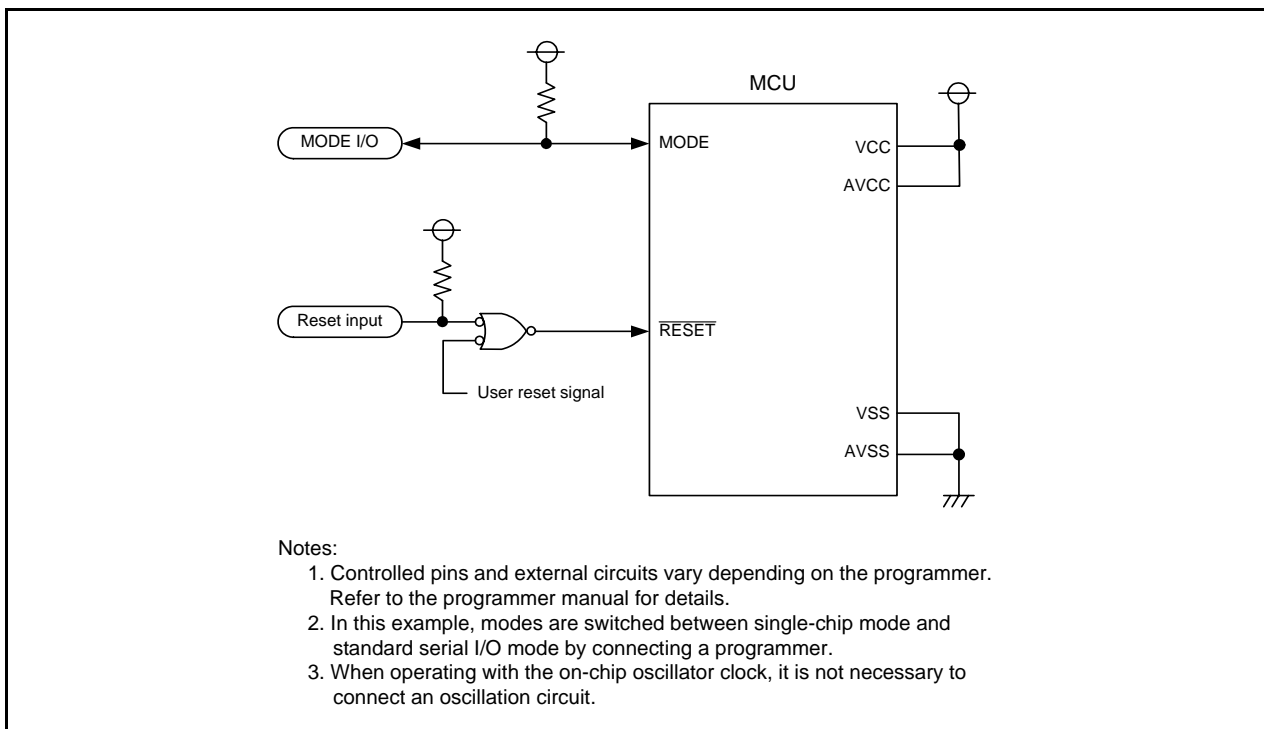 MCU
MODE I/O
MODE
VCC
AVCC
Reset input
RESET
User reset signal
VSS
AVSS
Notes:
1. Controlled pins and external circuits vary depending on the programmer.
Refer to the programmer manual for details.
2. In this example, modes are switched between single-chip mode and
standard serial I/O mode by connecting a programmer.
3. When operating with the on-chip oscillator clock, it is not necessary to
connect an oscillation circuit.